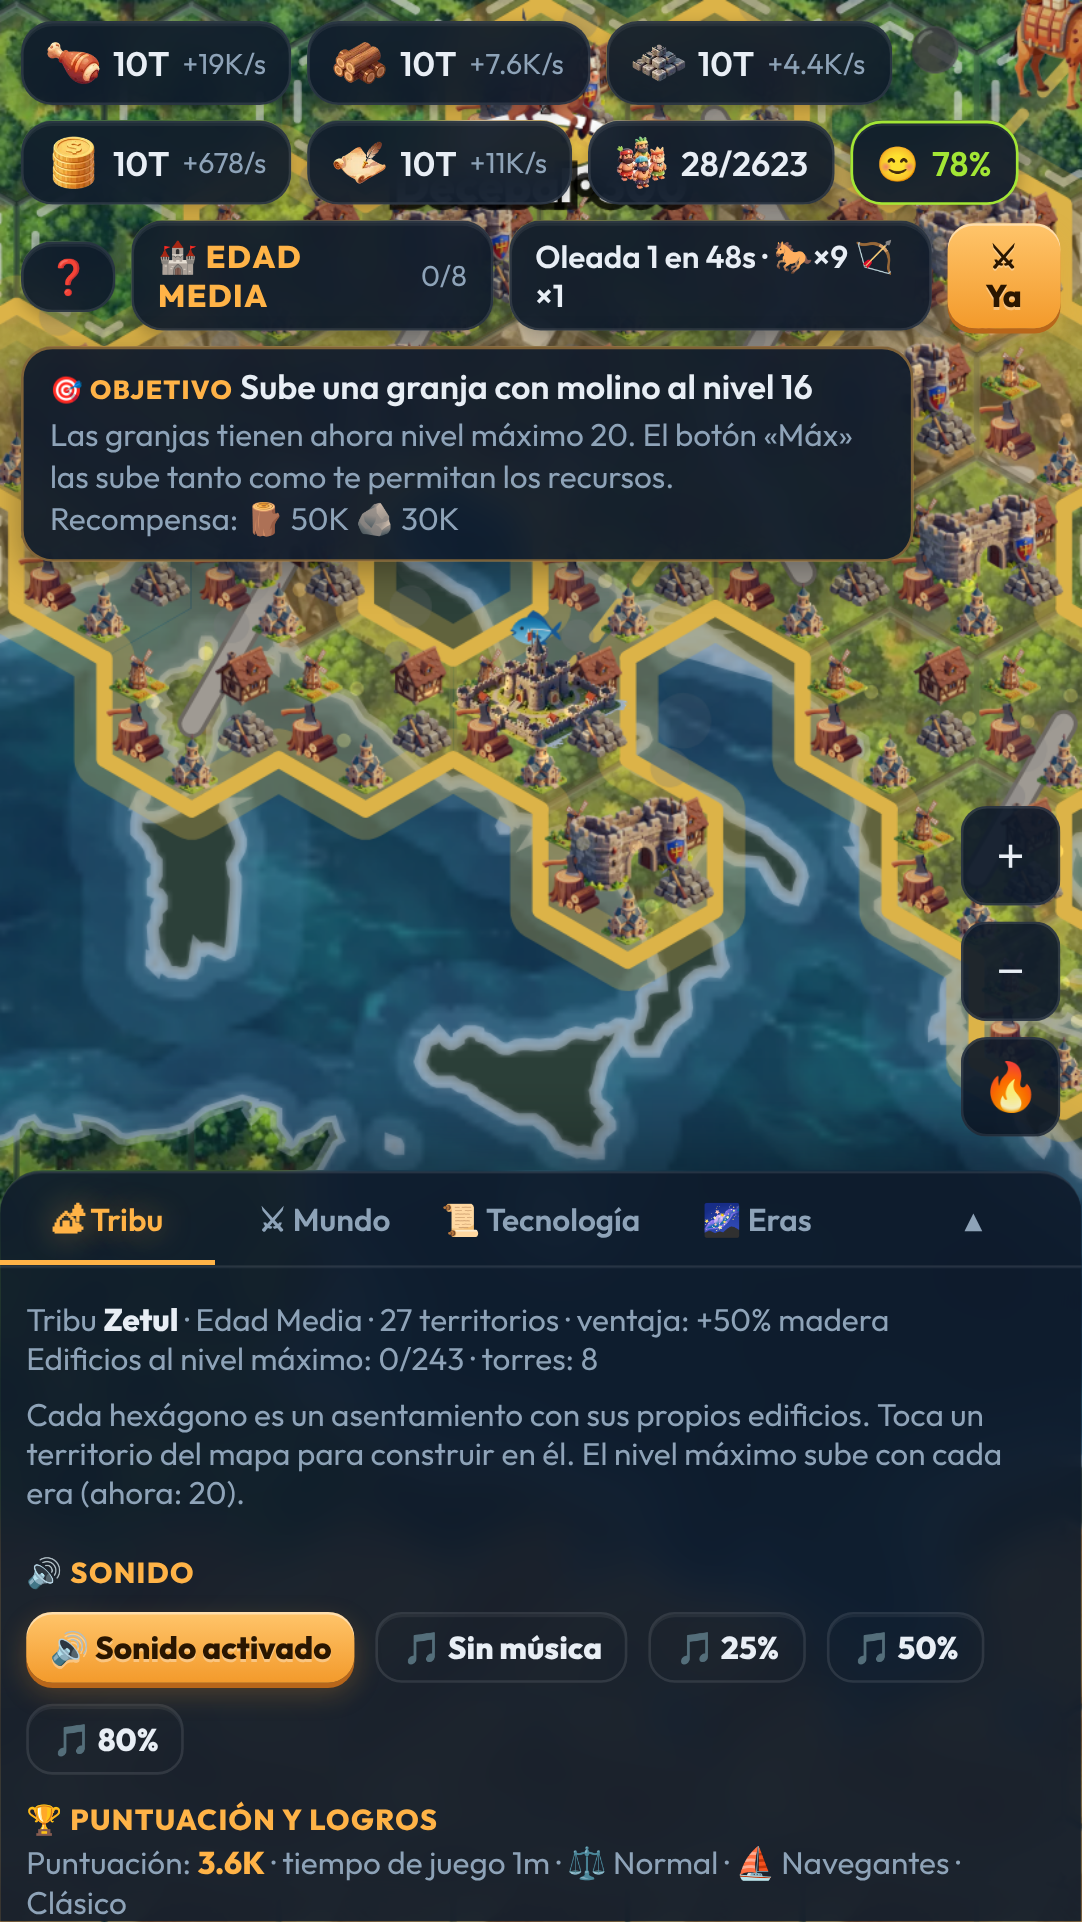 10T +19K/s 10T +7.6K/s 10T +4.4K/s
10T +678/s 10T +11K/s 28/2623 😊 78%
❓ 🏰 EDAD MEDIA 0/8 Oleada 1 en 48s · 🐎×9 🏹×1 ⚔ Ya
🎯 OBJETIVO Sube una granja con molino al nivel 16
Las granjas tienen ahora nivel máximo 20. El botón «Máx»
las sube tanto como te permitan los recursos.
Recompensa: 🪵 50K 🪨 30K
+
−
🏕 Tribu ⚔ Mundo 📜 Tecnología 🌌 Eras ▲
Tribu Zetul · Edad Media · 27 territorios · ventaja: +50% madera
Edificios al nivel máximo: 0/243 · torres: 8
Cada hexágono es un asentamiento con sus propios edificios. Toca un
territorio del mapa para construir en él. El nivel máximo sube con cada
era (ahora: 20).
🔊 SONIDO
🔊 Sonido activado 🎵 Sin música 🎵 25% 🎵 50%
🎵 80%
🏆 PUNTUACIÓN Y LOGROS
Puntuación: 3.6K · tiempo de juego 1m · ⚖️ Normal · ⛵ Navegantes ·
Clásico